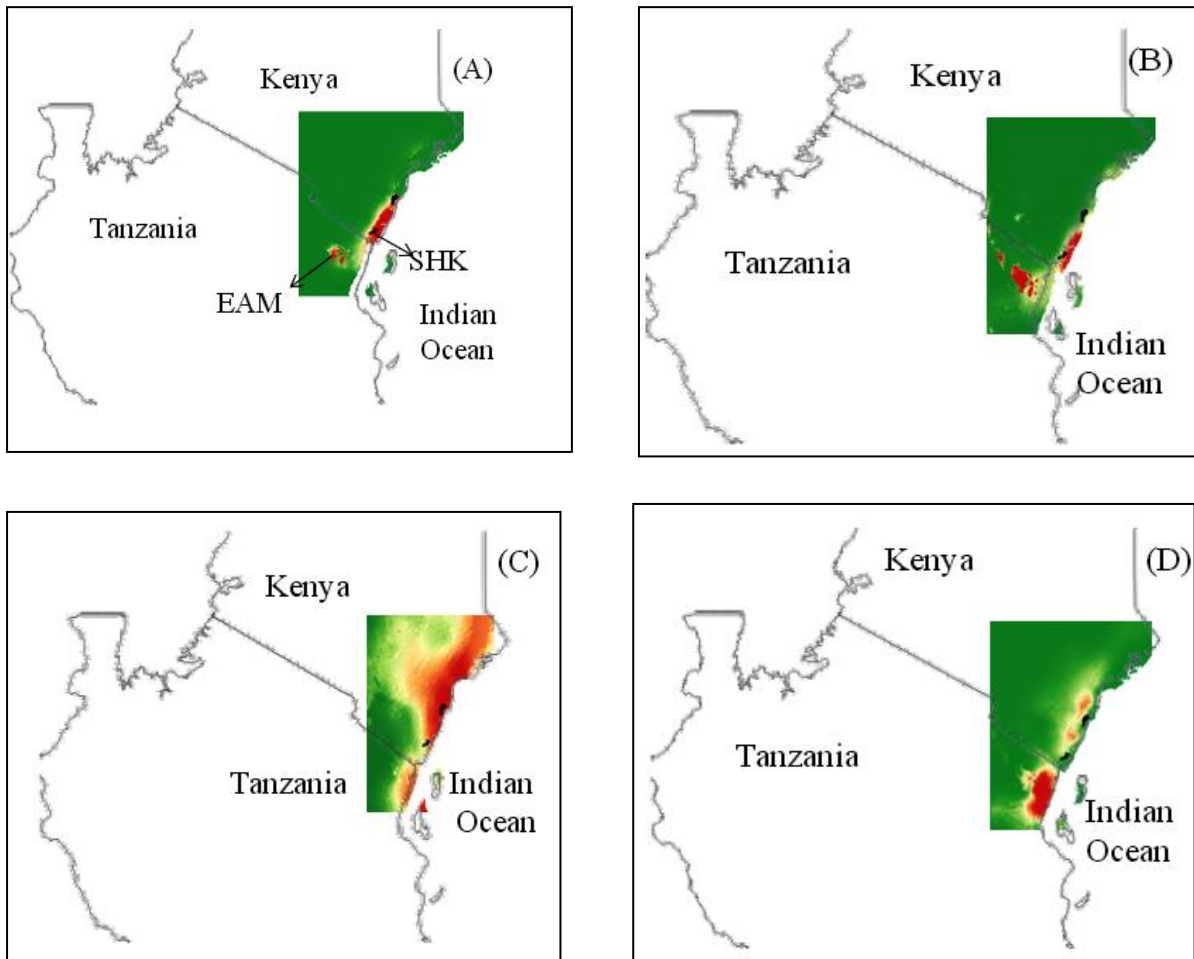 (A)
Kenya
Tanzania
SHK
EAM
Indian
Ocean
(B)
Kenya
Tanzania
Indian
Ocean
(C)
Kenya
Tanzania
Indian
Ocean
(D)
Kenya
Tanzania
Indian
Ocean